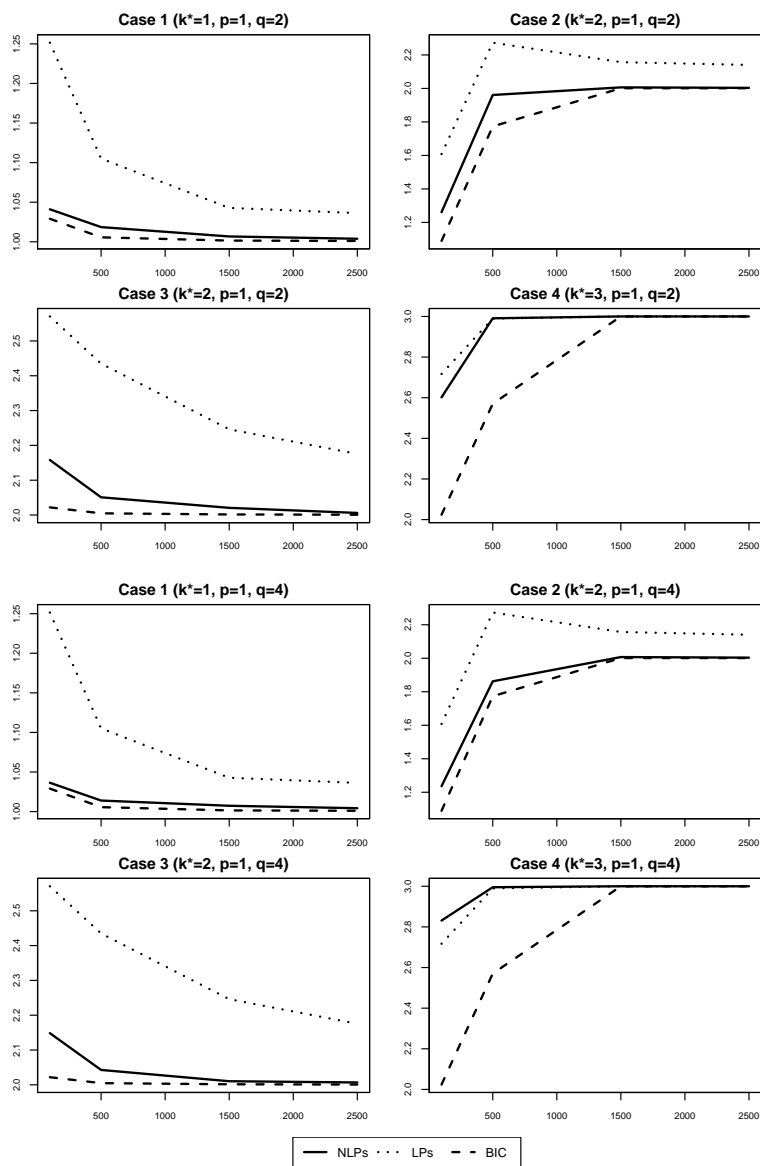 Case 1 (k*=1, p=1, q=2)
1.00 1.05 1.10 1.15 1.20 1.25
500 1000 1500 2000 2500
Case 2 (k*=2, p=1, q=2)
1.2 1.4 1.6 1.8 2.0 2.2
500 1000 1500 2000 2500
Case 3 (k*=2, p=1, q=2)
2.0 2.1 2.2 2.3 2.4 2.5
500 1000 1500 2000 2500
Case 4 (k*=3, p=1, q=2)
2.0 2.2 2.4 2.6 2.8 3.0
500 1000 1500 2000 2500
Case 1 (k*=1, p=1, q=4)
1.00 1.05 1.10 1.15 1.20 1.25
500 1000 1500 2000 2500
Case 2 (k*=2, p=1, q=4)
1.2 1.4 1.6 1.8 2.0 2.2
500 1000 1500 2000 2500
Case 3 (k*=2, p=1, q=4)
2.0 2.1 2.2 2.3 2.4 2.5
500 1000 1500 2000 2500
Case 4 (k*=3, p=1, q=4)
2.0 2.2 2.4 2.6 2.8 3.0
500 1000 1500 2000 2500
NLPs LPs BIC